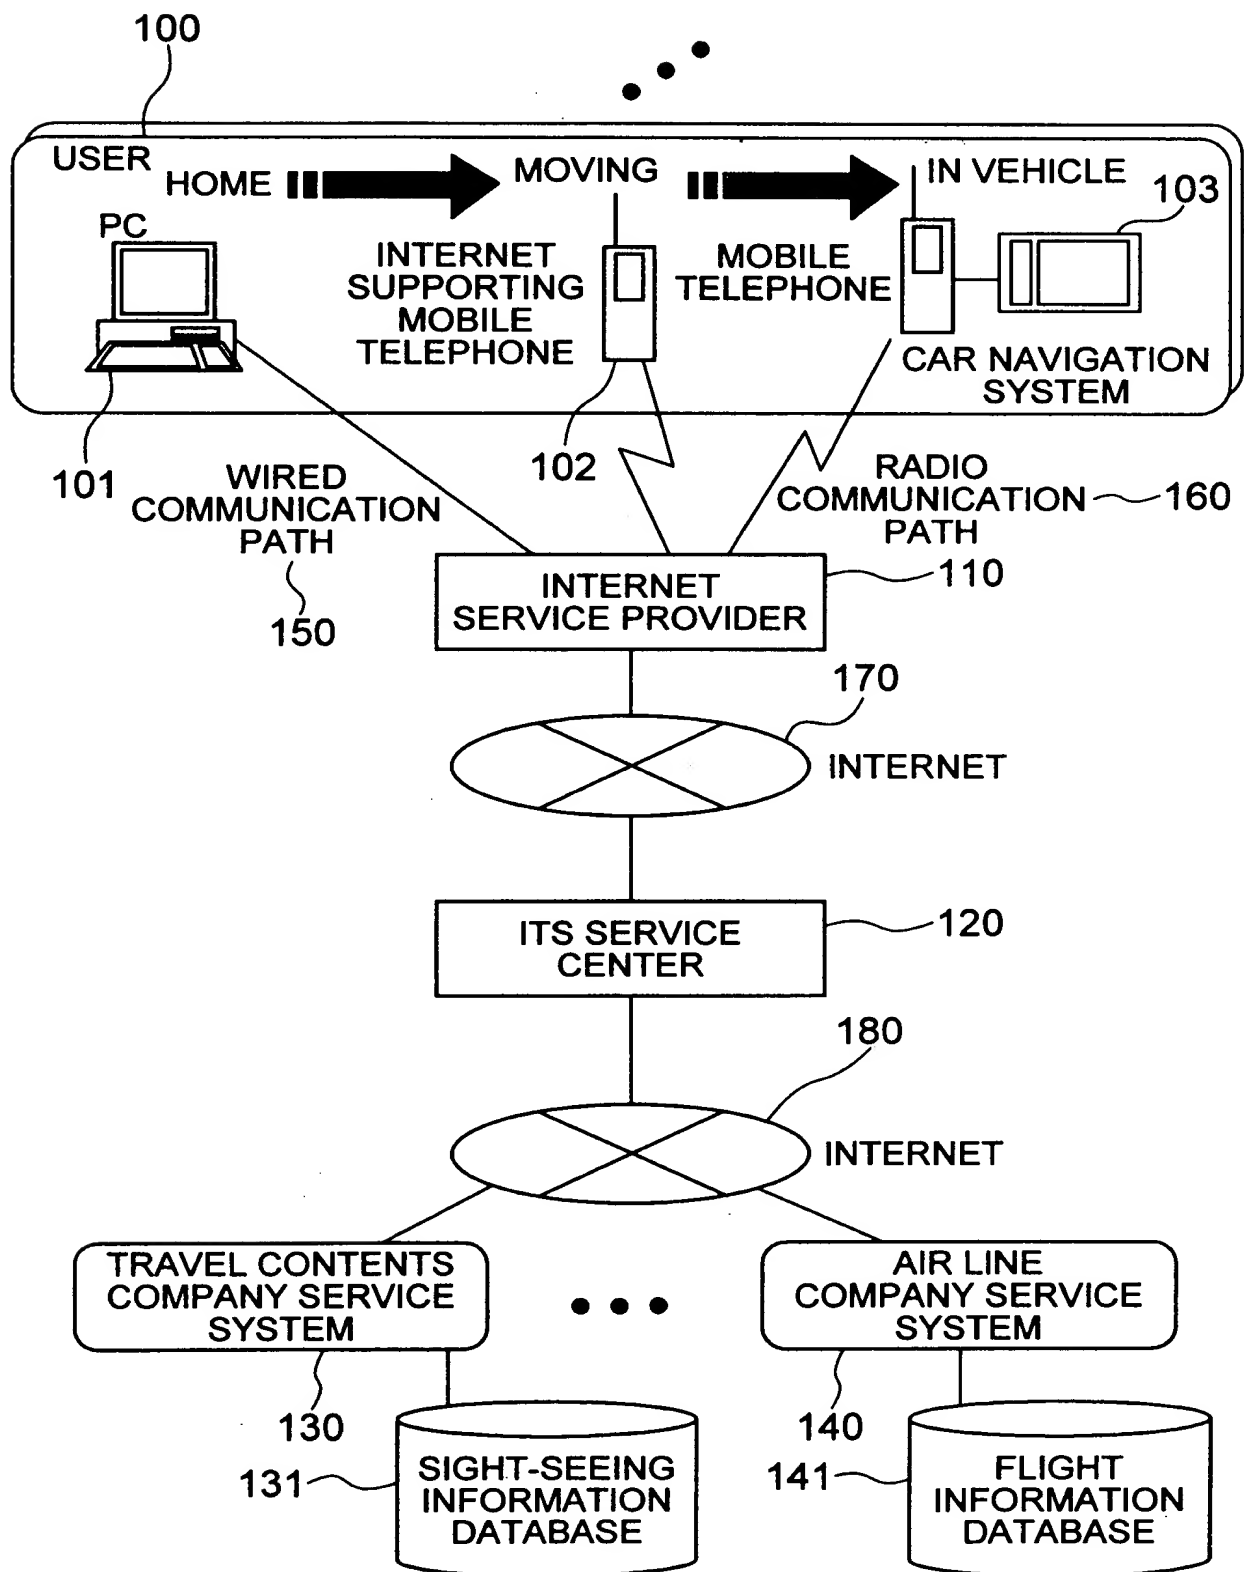 100
USER
HOME
MOVING
IN VEHICLE
103
PC
INTERNET
SUPPORTING
MOBILE
TELEPHONE
MOBILE
TELEPHONE
CAR NAVIGATION
SYSTEM
101
102
WIRED
COMMUNICATION
PATH
150
RADIO
COMMUNICATION
PATH
160
INTERNET
SERVICE PROVIDER
110
170
INTERNET
ITS SERVICE
CENTER
120
180
INTERNET
TRAVEL CONTENTS
COMPANY SERVICE
SYSTEM
AIR LINE
COMPANY SERVICE
SYSTEM
130
140
131
SIGHT-SEEING
INFORMATION
DATABASE
141
FLIGHT
INFORMATION
DATABASE